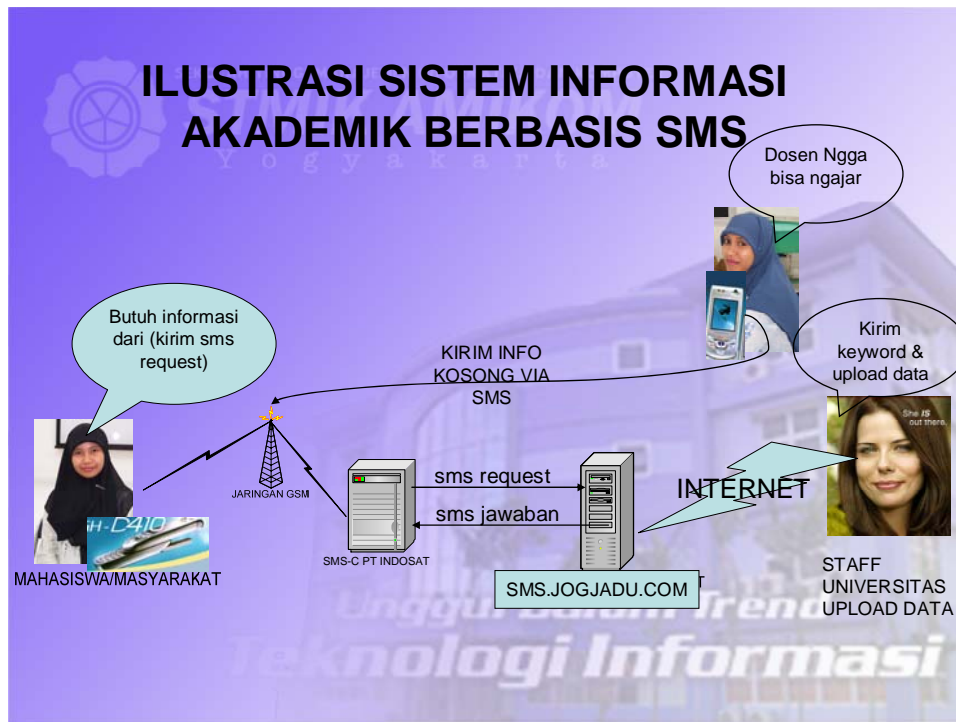 ILUSTRASI SISTEM INFORMASI
AKADEMIK BERBASIS SMS
STMIK AMIKOM
Yogyakarta
Dosen Ngga
bisa ngajar
Butuh informasi
dari (kirim sms
request)
KIRIM INFO
KOSONG VIA
SMS
Kirim
keyword &
upload data
She IS
out there.
JARINGAN GSM
sms request
sms jawaban
INTERNET
GH-D410
SMS-C PT INDOSAT
MAHASISWA/MASYARAKAT
SMS.JOGJADU.COM
STAFF
UNIVERSITAS
UPLOAD DATA
Trend
Teknologi Informasi